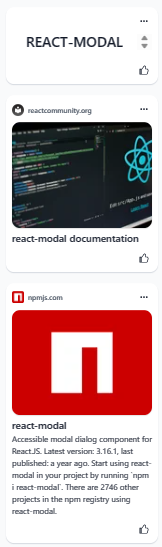 REACT-MODAL
reactcommunity.org
react-modal documentation
npmjs.com
react-modal
Accessible modal dialog component for
React.JS. Latest version: 3.16.1, last
published: a year ago. Start using react-
modal in your project by running `npm
i react-modal`. There are 2746 other
projects in the npm registry using
react-modal.